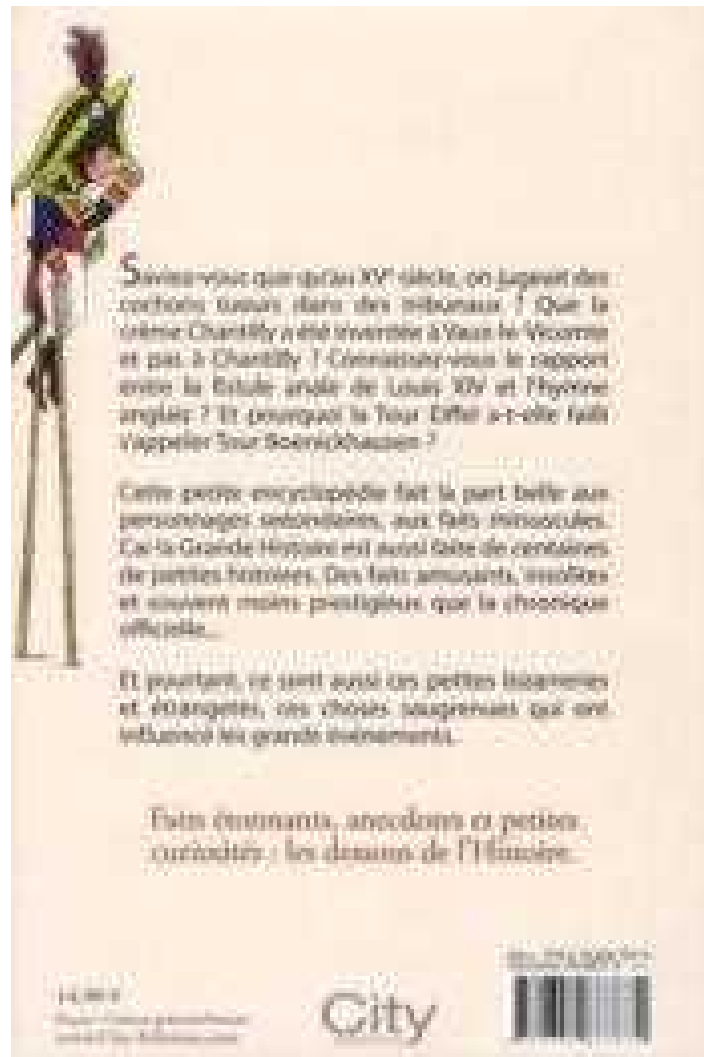 Saviez-vous que qu'au XVe siècle, on jugeait des
cochons tueurs dans des tribunaux ? Que la
crème Chantilly a été inventée à Vaux-le-Vicomte
et pas à Chantilly ? Connaissez-vous le rapport
entre la fistule anale de Louis XIV et l'hymne
anglais ? Et pourquoi la Tour Eiffel a-t-elle failli
s'appeler Tour Boenickhausen ?
Cette petite encyclopédie fait la part belle aux
personnages secondaires, aux faits minuscules.
Car la Grande Histoire est aussi faite de centaines
de petites histoires. Des faits amusants, insolites
et souvent moins prestigieux que la chronique
officielle...
Et pourtant, ce sont aussi ces petites bizarreries
et étrangetés, ces choses saugrenues qui ont
influencé les grands événements.
Faits étonnants, anecdotes et petites
curiosités : les dessous de l'Histoire.
City